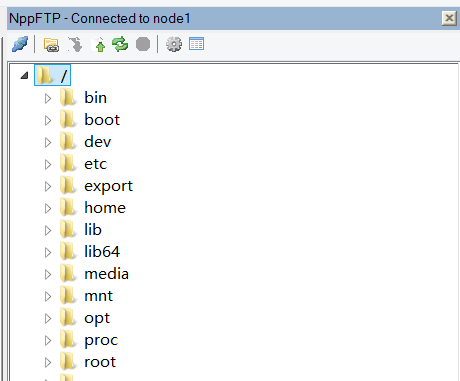 NppFTP - Connected to node1
/
bin
boot
dev
etc
export
home
lib
lib64
media
mnt
opt
proc
root